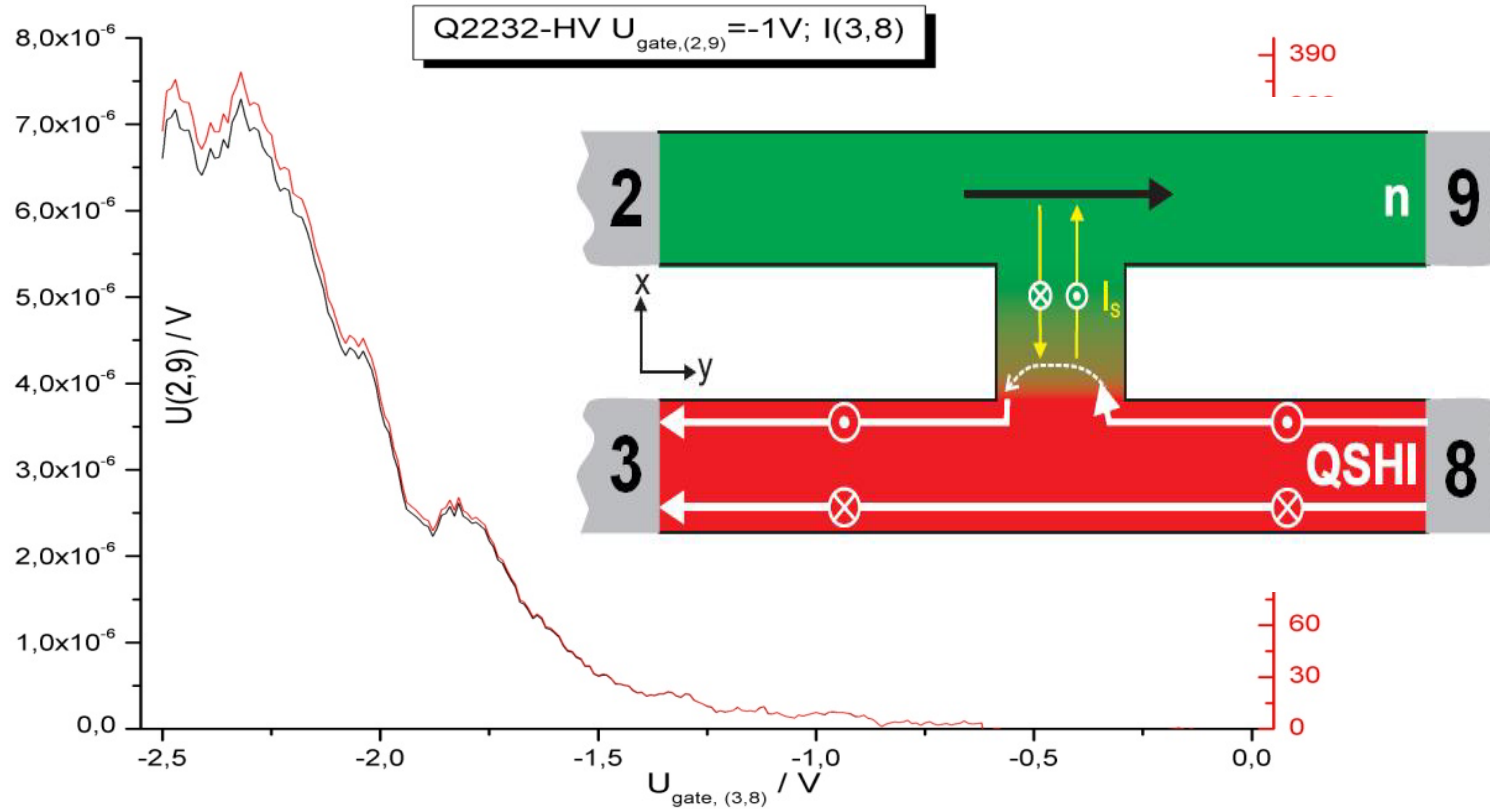 Q2232-HV U_gate,(2,9)=-1V; I(3,8)
8,0x10⁻⁶
7,0x10⁻⁶
6,0x10⁻⁶
5,0x10⁻⁶
4,0x10⁻⁶
3,0x10⁻⁶
2,0x10⁻⁶
1,0x10⁻⁶
0,0
U(2,9) / V
-2,5 -2,0 -1,5 -1,0 -0,5 0,0
U_gate, (3,8) / V
390
60
30
0
2 n 9
x
y
I_S
3 QSHI 8